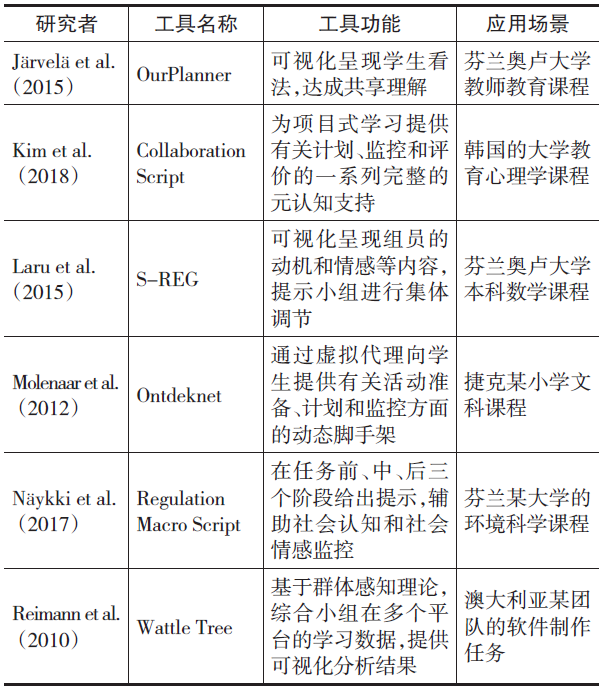 研究者 工具名称 工具功能 应用场景
Järvelä et al.
(2015)
OurPlanner
可视化呈现学生看
法,达成共享理解
芬兰奥卢大学
教师教育课程
Kim et al.
(2018)
Collaboration
Script
为项目式学习提供
有关计划、监控和评
价的一系列完整的
元认知支持
韩国的大学教
育心理学课程
Laru et al.
(2015)
S-REG
可视化呈现组员的
动机和情感等内容,
提示小组进行集体
调节
芬兰奥卢大学
本科数学课程
Molenaar et al.
(2012)
Ontdeknet
通过虚拟代理向学
生提供有关活动准
备、计划和监控方面
的动态脚手架
捷克某小学文
科课程
Näykki et al.
(2017)
Regulation
Macro Script
在任务前、中、后三
个阶段给出提示,辅
助社会认知和社会
情感监控
芬兰某大学的
环境科学课程
Reimann et al.
(2010)
Wattle Tree
基于群体感知理论,
综合小组在多个平
台的学习数据,提供
可视化分析结果
澳大利亚某团
队的软件制作
任务